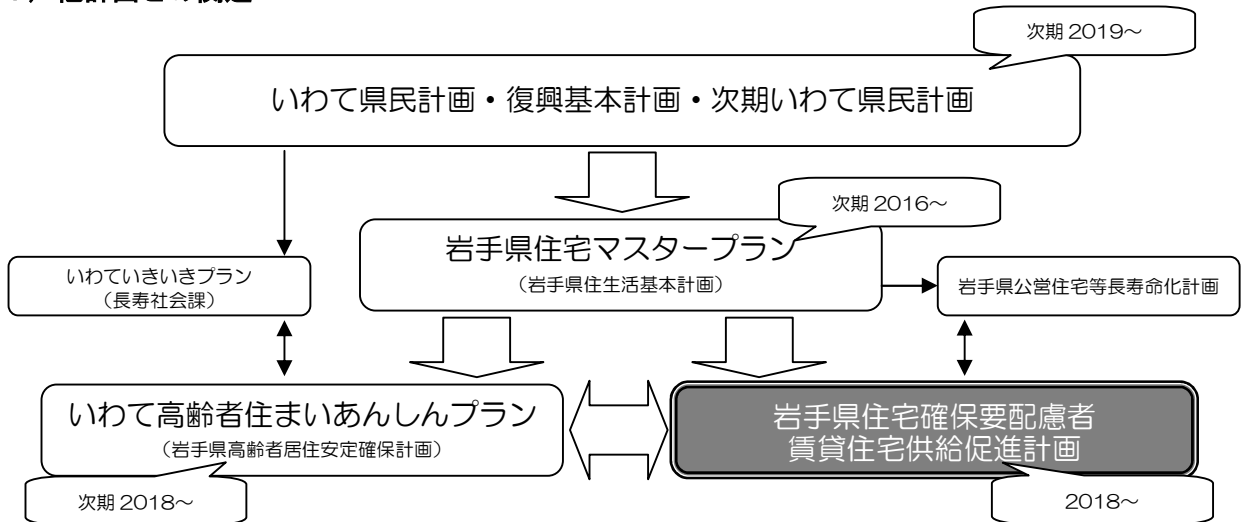 次期 2019～
いわて県民計画・復興基本計画・次期いわて県民計画
次期 2016～
岩手県住宅マスタープラン
（岩手県住生活基本計画）
いわていきいきプラン
（長寿社会課）
岩手県公営住宅等長寿命化計画
いわて高齢者住まいあんしんプラン
（岩手県高齢者居住安定確保計画）
岩手県住宅確保要配慮者
賃貸住宅供給促進計画
次期 2018～
2018～